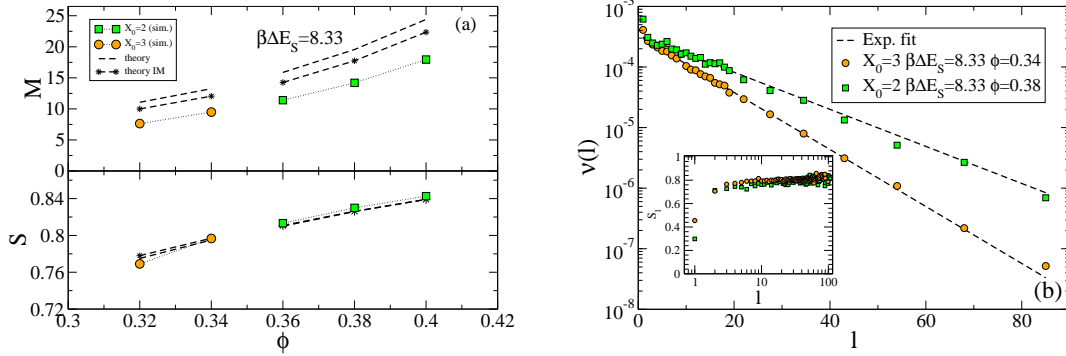 (a)
X₀=2 (sim.)
X₀=3 (sim.)
theory
theory IM
βΔE_S=8.33
M
25
20
15
10
5
0
S
0.84
0.8
0.76
0.72
0.3 0.32 0.34 0.36 0.38 0.4 0.42
ϕ
Exp. fit
X₀=3 βΔE_S=8.33 ϕ=0.34
X₀=2 βΔE_S=8.33 ϕ=0.38
ν(l)
10⁻³
10⁻⁴
10⁻⁵
10⁻⁶
10⁻⁷
10⁻⁸
S_l
1
0.8
0.6
0.4
0.2
0
1 10 100
l
(b)
0 20 40 60 80
l